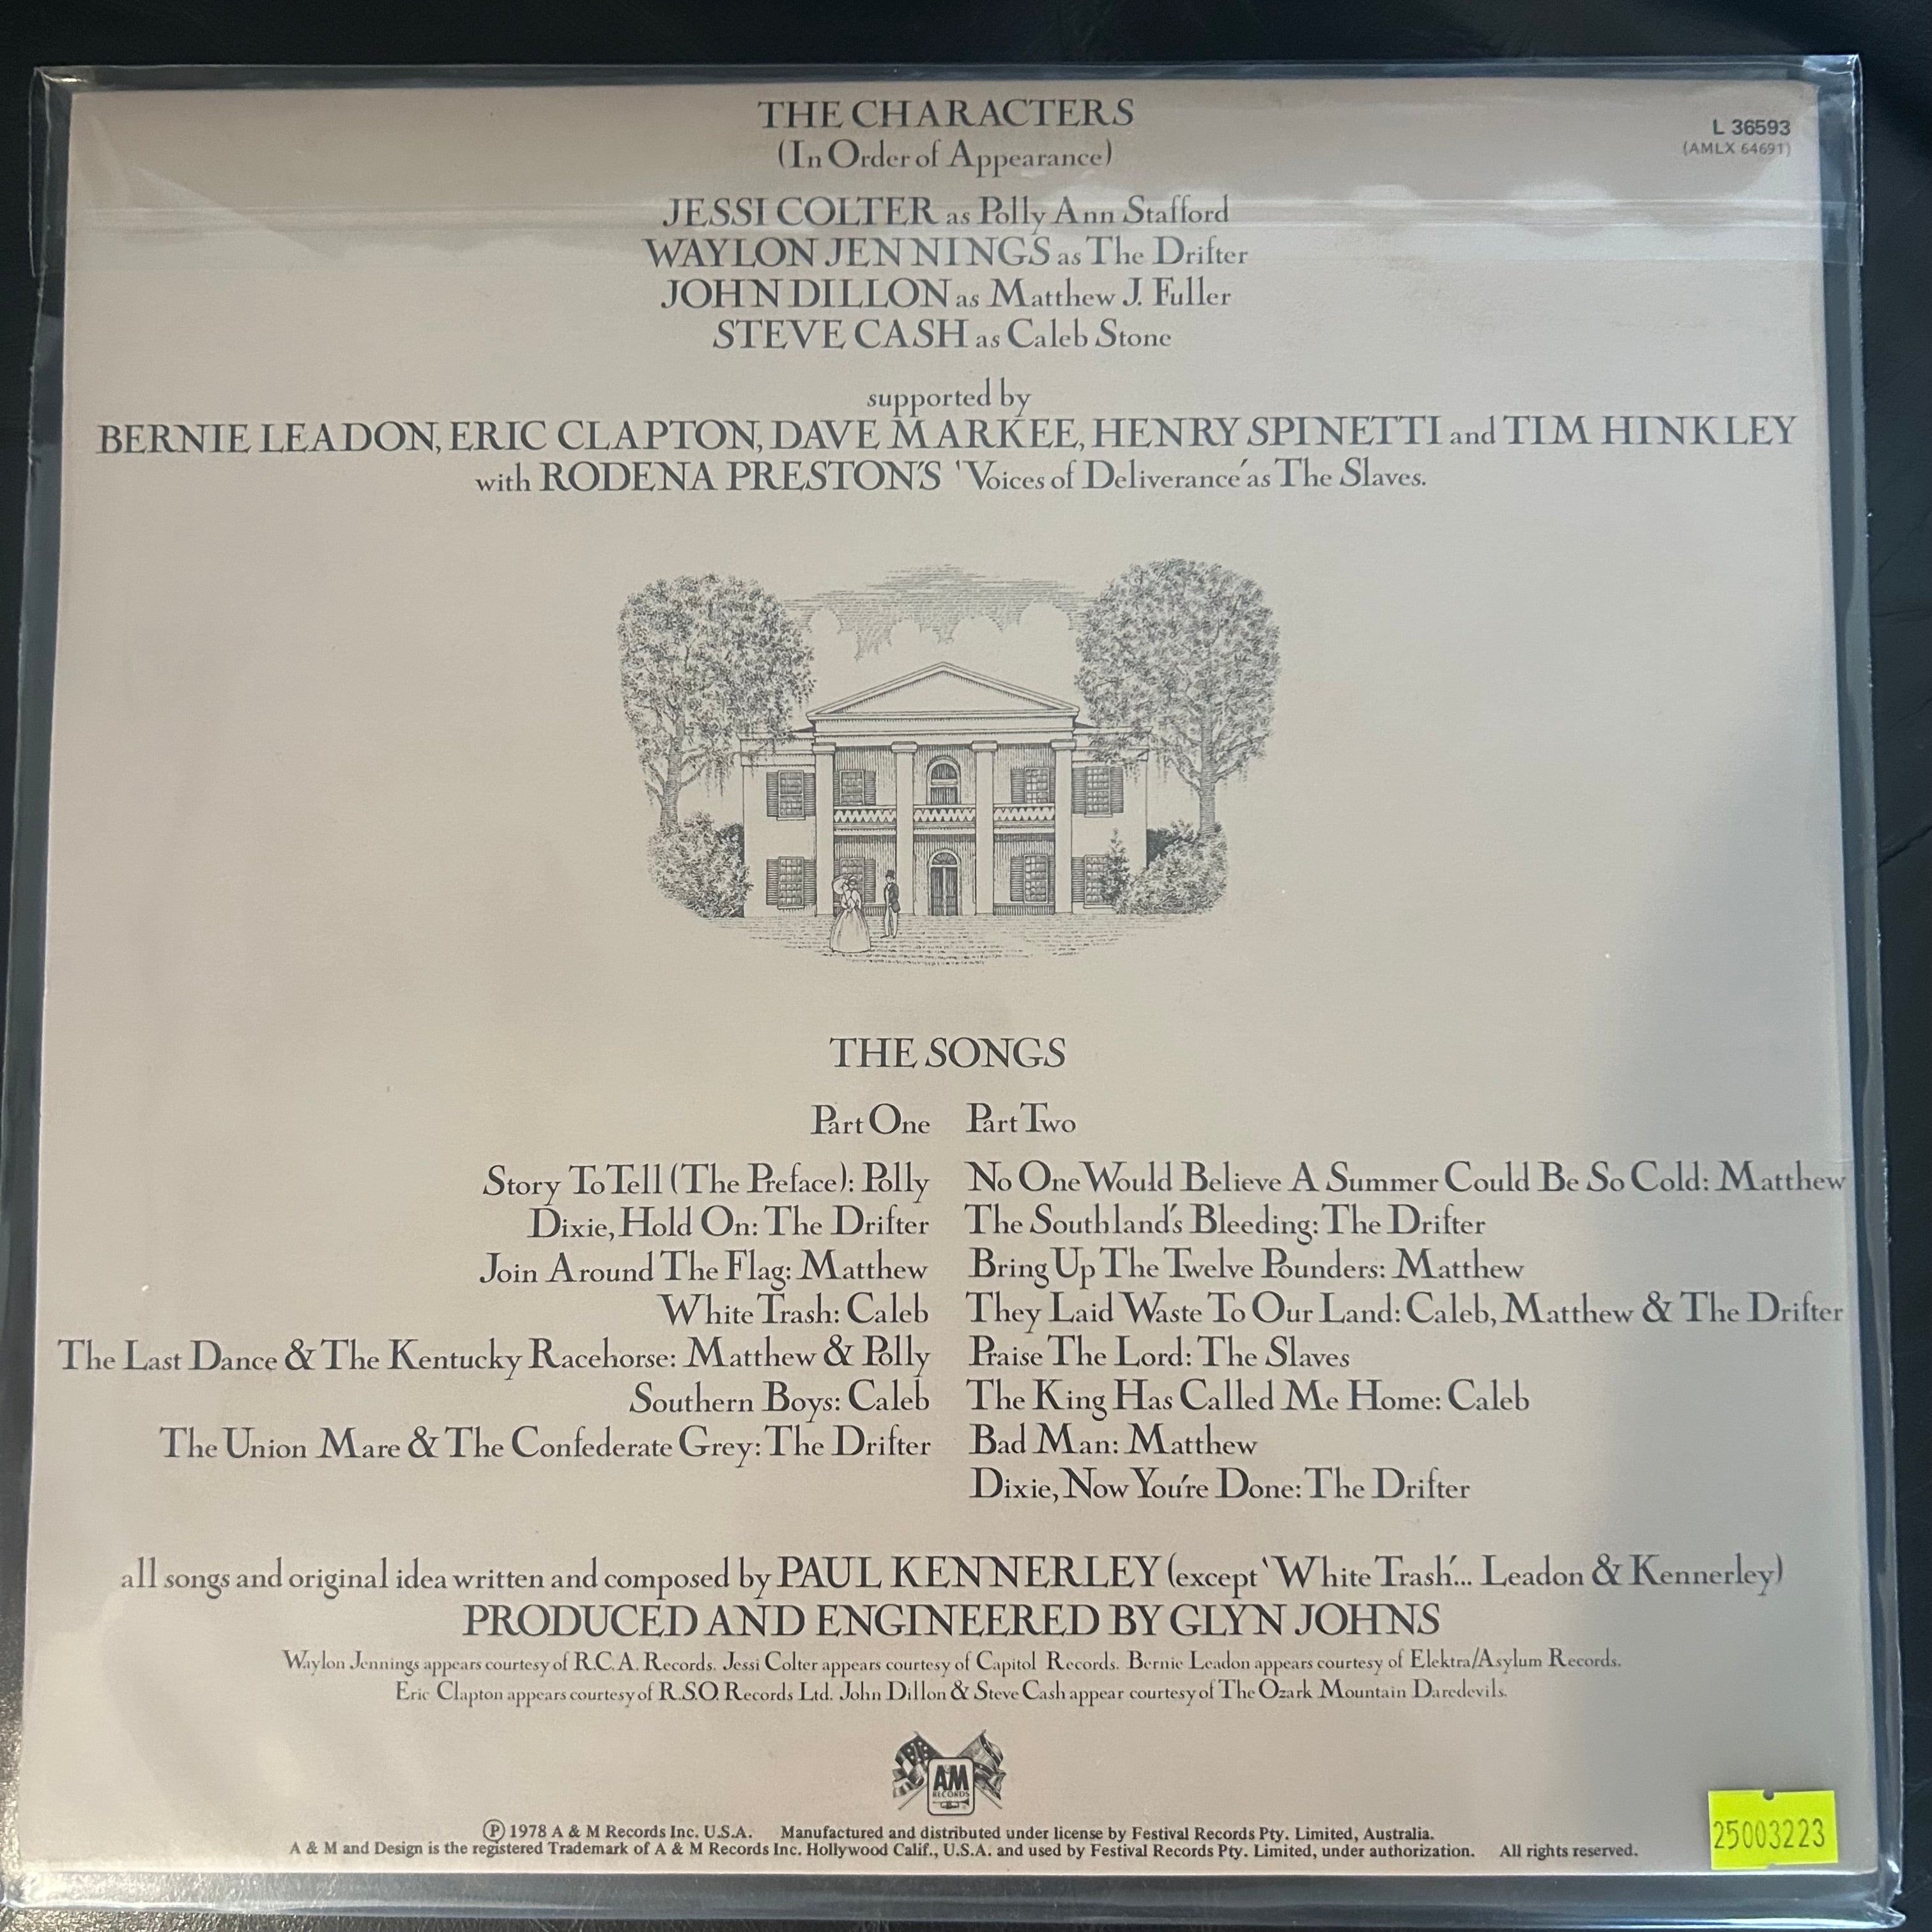 THE CHARACTERS
(In Order of Appearance)
L 36593
(AMLX 64691)
JESSI COLTER as Polly Ann Stafford
WAYLON JENNINGS as The Drifter
JOHN DILLON as Matthew J. Fuller
STEVE CASH as Caleb Stone
supported by
BERNIE LEADON, ERIC CLAPTON, DAVE MARKEE, HENRY SPINETTI and TIM HINKLEY
with RODENA PRESTON'S 'Voices of Deliverance' as The Slaves.
THE SONGS
Part One
Story To Tell (The Preface): Polly
Dixie, Hold On: The Drifter
Join Around The Flag: Matthew
White Trash: Caleb
The Last Dance & The Kentucky Racehorse: Matthew & Polly
Southern Boys: Caleb
The Union Mare & The Confederate Grey: The Drifter
Part Two
No One Would Believe A Summer Could Be So Cold: Matthew
The Southland's Bleeding: The Drifter
Bring Up The Twelve Pounders: Matthew
They Laid Waste To Our Land: Caleb, Matthew & The Drifter
Praise The Lord: The Slaves
The King Has Called Me Home: Caleb
Bad Man: Matthew
Dixie, Now You're Done: The Drifter
all songs and original idea written and composed by PAUL KENNERLEY (except 'White Trash'... Leadon & Kennerley)
PRODUCED AND ENGINEERED BY GLYN JOHNS
Waylon Jennings appears courtesy of R.C.A. Records. Jessi Colter appears courtesy of Capitol Records. Bernie Leadon appears courtesy of Elektra/Asylum Records.
Eric Clapton appears courtesy of R.S.O. Records Ltd. John Dillon & Steve Cash appear courtesy of The Ozark Mountain Daredevils.
AM
RECORDS
℗ 1978 A & M Records Inc. U.S.A. Manufactured and distributed under license by Festival Records Pty. Limited, Australia.
A & M and Design is the registered Trademark of A & M Records Inc. Hollywood Calif., U.S.A. and used by Festival Records Pty. Limited, under authorization. All rights reserved.
25003223